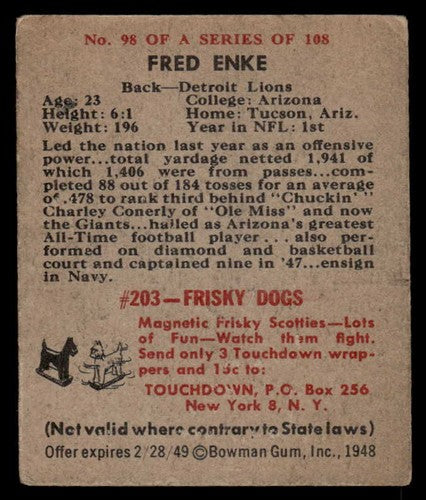 No. 98 OF A SERIES OF 108
FRED ENKE
Back—Detroit Lions
Age: 23 College: Arizona
Height: 6:1 Home: Tucson, Ariz.
Weight: 196 Year in NFL: 1st
Led the nation last year as an offensive
power...total yardage netted 1,941 of
which 1,406 were from passes...com-
pleted 88 out of 184 tosses for an average
of .478 to rank third behind "Chuckin' "
Charley Conerly of "Ole Miss" and now
the Giants...hailed as Arizona's greatest
All-Time football player...also per-
formed on diamond and basketball
court and captained nine in '47...ensign
in Navy.
#203—FRISKY DOGS
Magnetic Frisky Scotties—Lots
of Fun—Watch them fight.
Send only 3 Touchdown wrap-
pers and 15c to:
TOUCHDOWN, P.O. Box 256
New York 8, N. Y.
(Not valid where contrary to State laws)
Offer expires 2/28/49 ©Bowman Gum, Inc., 1948